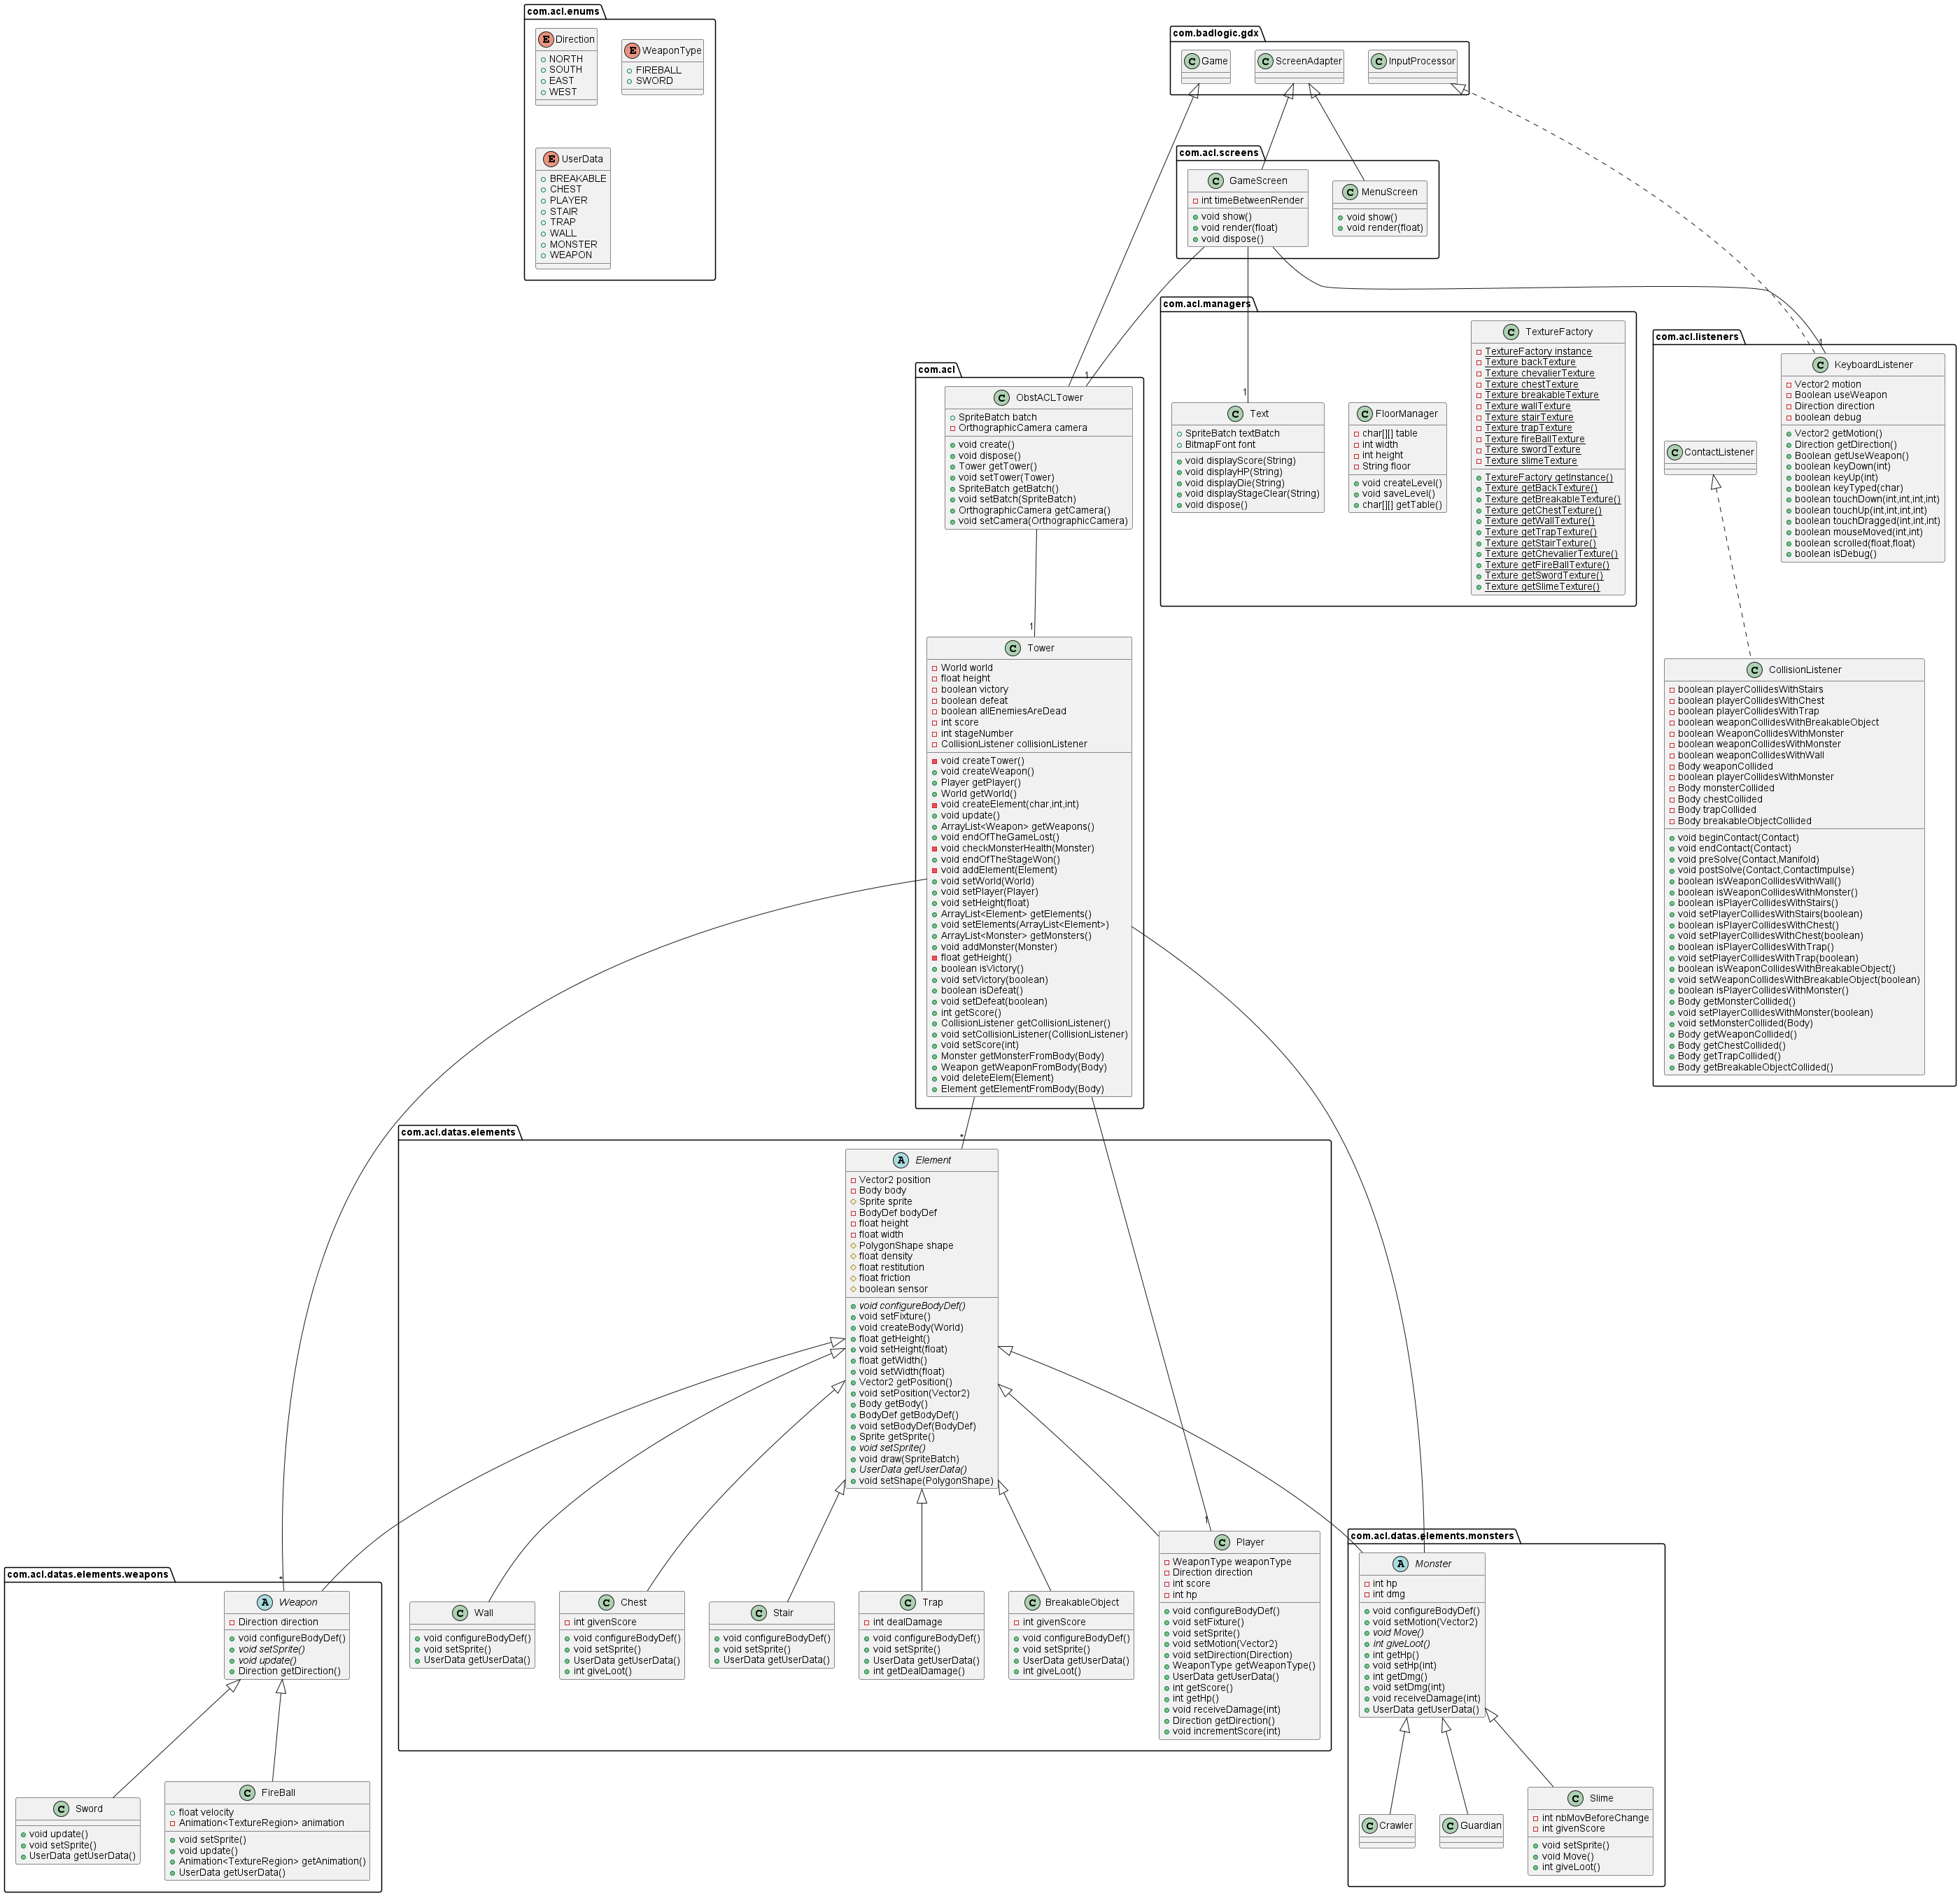 com.acl.enums
Direction
NORTH
SOUTH
EAST
WEST
WeaponType
FIREBALL
SWORD
UserData
BREAKABLE
CHEST
PLAYER
STAIR
TRAP
WALL
MONSTER
WEAPON
com.badlogic.gdx
Game
ScreenAdapter
InputProcessor
com.acl.screens
GameScreen
int timeBetweenRender
void show()
void render(float)
void dispose()
MenuScreen
void show()
void render(float)
com.acl.managers
Text
SpriteBatch textBatch
BitmapFont font
void displayScore(String)
void displayHP(String)
void displayDie(String)
void displayStageClear(String)
void dispose()
1
FloorManager
char[][] table
int width
int height
String floor
void createLevel()
void saveLevel()
char[][] getTable()
TextureFactory
TextureFactory instance
Texture backTexture
Texture chevalierTexture
Texture chestTexture
Texture breakableTexture
Texture wallTexture
Texture stairTexture
Texture trapTexture
Texture fireBallTexture
Texture swordTexture
Texture slimeTexture
TextureFactory getInstance()
Texture getBackTexture()
Texture getBreakableTexture()
Texture getChestTexture()
Texture getWallTexture()
Texture getTrapTexture()
Texture getStairTexture()
Texture getChevalierTexture()
Texture getFireBallTexture()
Texture getSwordTexture()
Texture getSlimeTexture()
com.acl.listeners
1
KeyboardListener
Vector2 motion
Boolean useWeapon
Direction direction
boolean debug
Vector2 getMotion()
Direction getDirection()
Boolean getUseWeapon()
boolean keyDown(int)
boolean keyUp(int)
boolean keyTyped(char)
boolean touchDown(int,int,int,int)
boolean touchUp(int,int,int,int)
boolean touchDragged(int,int,int)
boolean mouseMoved(int,int)
boolean scrolled(float,float)
boolean isDebug()
ContactListener
CollisionListener
boolean playerCollidesWithStairs
boolean playerCollidesWithChest
boolean playerCollidesWithTrap
boolean weaponCollidesWithBreakableObject
boolean WeaponCollidesWithMonster
boolean weaponCollidesWithMonster
boolean weaponCollidesWithWall
Body weaponCollided
boolean playerCollidesWithMonster
Body monsterCollided
Body chestCollided
Body trapCollided
Body breakableObjectCollided
void beginContact(Contact)
void endContact(Contact)
void preSolve(Contact,Manifold)
void postSolve(Contact,ContactImpulse)
boolean isWeaponCollidesWithWall()
boolean isWeaponCollidesWithMonster()
boolean isPlayerCollidesWithStairs()
void setPlayerCollidesWithStairs(boolean)
boolean isPlayerCollidesWithChest()
void setPlayerCollidesWithChest(boolean)
boolean isPlayerCollidesWithTrap()
void setPlayerCollidesWithTrap(boolean)
boolean isWeaponCollidesWithBreakableObject()
void setWeaponCollidesWithBreakableObject(boolean)
boolean isPlayerCollidesWithMonster()
Body getMonsterCollided()
void setPlayerCollidesWithMonster(boolean)
void setMonsterCollided(Body)
Body getWeaponCollided()
Body getChestCollided()
Body getTrapCollided()
Body getBreakableObjectCollided()
com.acl
1
ObstACLTower
SpriteBatch batch
OrthographicCamera camera
void create()
void dispose()
Tower getTower()
void setTower(Tower)
SpriteBatch getBatch()
void setBatch(SpriteBatch)
OrthographicCamera getCamera()
void setCamera(OrthographicCamera)
1
Tower
World world
float height
boolean victory
boolean defeat
boolean allEnemiesAreDead
int score
int stageNumber
CollisionListener collisionListener
void createTower()
void createWeapon()
Player getPlayer()
World getWorld()
void createElement(char,int,int)
void update()
ArrayList<Weapon> getWeapons()
void endOfTheGameLost()
void checkMonsterHealth(Monster)
void endOfTheStageWon()
void addElement(Element)
void setWorld(World)
void setPlayer(Player)
void setHeight(float)
ArrayList<Element> getElements()
void setElements(ArrayList<Element>)
ArrayList<Monster> getMonsters()
void addMonster(Monster)
float getHeight()
boolean isVictory()
void setVictory(boolean)
boolean isDefeat()
void setDefeat(boolean)
int getScore()
CollisionListener getCollisionListener()
void setCollisionListener(CollisionListener)
void setScore(int)
Monster getMonsterFromBody(Body)
Weapon getWeaponFromBody(Body)
void deleteElem(Element)
Element getElementFromBody(Body)
com.acl.datas.elements
*
Element
Vector2 position
Body body
Sprite sprite
BodyDef bodyDef
float height
float width
PolygonShape shape
float density
float restitution
float friction
boolean sensor
void configureBodyDef()
void setFixture()
void createBody(World)
float getHeight()
void setHeight(float)
float getWidth()
void setWidth(float)
Vector2 getPosition()
void setPosition(Vector2)
Body getBody()
BodyDef getBodyDef()
void setBodyDef(BodyDef)
Sprite getSprite()
void setSprite()
void draw(SpriteBatch)
UserData getUserData()
void setShape(PolygonShape)
Wall
void configureBodyDef()
void setSprite()
UserData getUserData()
Chest
int givenScore
void configureBodyDef()
void setSprite()
UserData getUserData()
int giveLoot()
Stair
void configureBodyDef()
void setSprite()
UserData getUserData()
Trap
int dealDamage
void configureBodyDef()
void setSprite()
UserData getUserData()
int getDealDamage()
BreakableObject
int givenScore
void configureBodyDef()
void setSprite()
UserData getUserData()
int giveLoot()
1
Player
WeaponType weaponType
Direction direction
int score
int hp
void configureBodyDef()
void setFixture()
void setSprite()
void setMotion(Vector2)
void setDirection(Direction)
WeaponType getWeaponType()
UserData getUserData()
int getScore()
int getHp()
void receiveDamage(int)
Direction getDirection()
void incrementScore(int)
com.acl.datas.elements.weapons
*
Weapon
Direction direction
void configureBodyDef()
void setSprite()
void update()
Direction getDirection()
Sword
void update()
void setSprite()
UserData getUserData()
FireBall
float velocity
Animation<TextureRegion> animation
void setSprite()
void update()
Animation<TextureRegion> getAnimation()
UserData getUserData()
com.acl.datas.elements.monsters
Monster
int hp
int dmg
void configureBodyDef()
void setMotion(Vector2)
void Move()
int giveLoot()
int getHp()
void setHp(int)
int getDmg()
void setDmg(int)
void receiveDamage(int)
UserData getUserData()
Crawler
Guardian
Slime
int nbMovBeforeChange
int givenScore
void setSprite()
void Move()
int giveLoot()